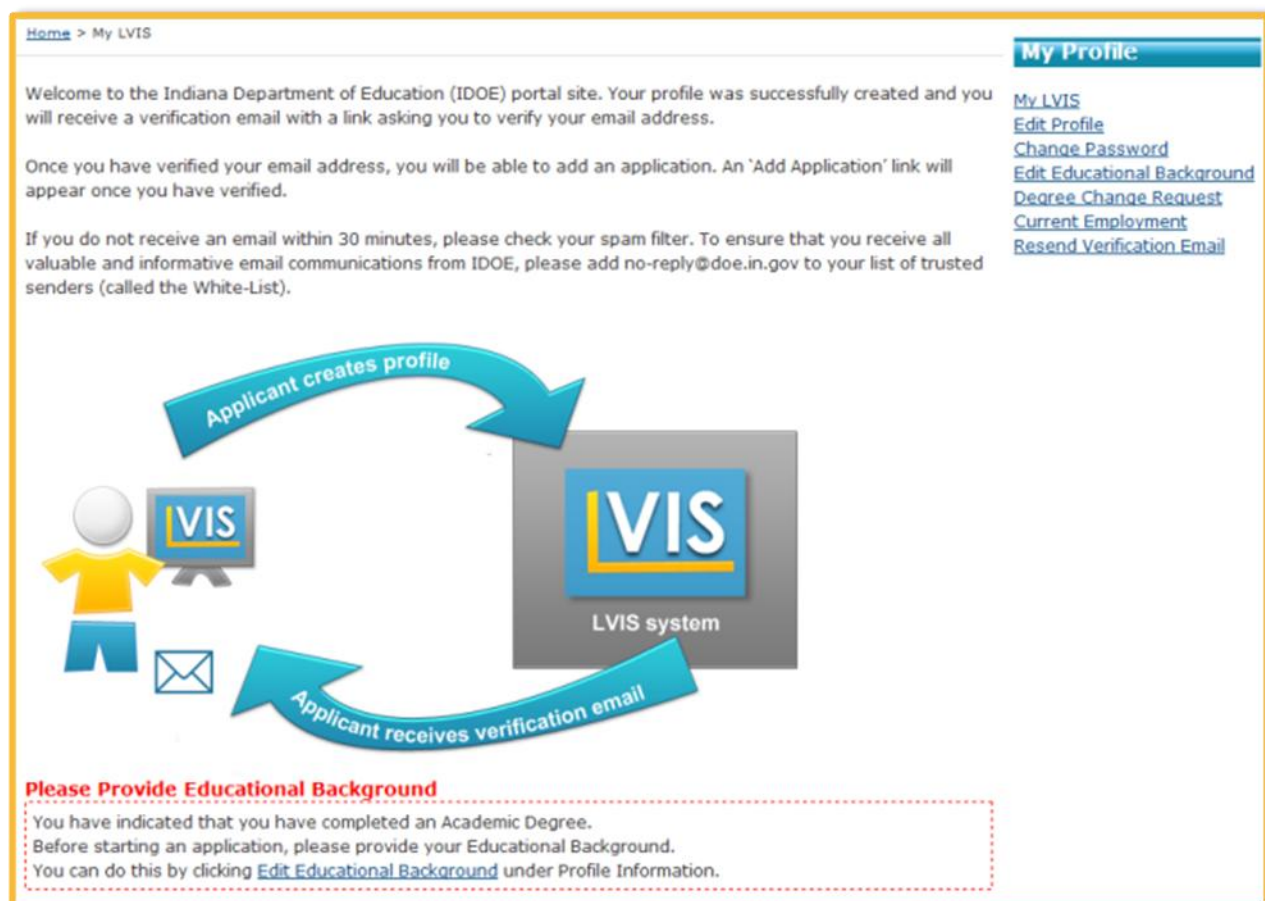 Home > My LVIS
Welcome to the Indiana Department of Education (IDOE) portal site. Your profile was successfully created and you
will receive a verification email with a link asking you to verify your email address.
Once you have verified your email address, you will be able to add an application. An `Add Application' link will
appear once you have verified.
If you do not receive an email within 30 minutes, please check your spam filter. To ensure that you receive all
valuable and informative email communications from IDOE, please add no-reply@doe.in.gov to your list of trusted
senders (called the White-List).
My Profile
My LVIS
Edit Profile
Change Password
Edit Educational Background
Degree Change Request
Current Employment
Resend Verification Email
Applicant creates profile
LVIS
LVIS
LVIS system
Applicant receives verification email
Please Provide Educational Background
You have indicated that you have completed an Academic Degree.
Before starting an application, please provide your Educational Background.
You can do this by clicking Edit Educational Background under Profile Information.